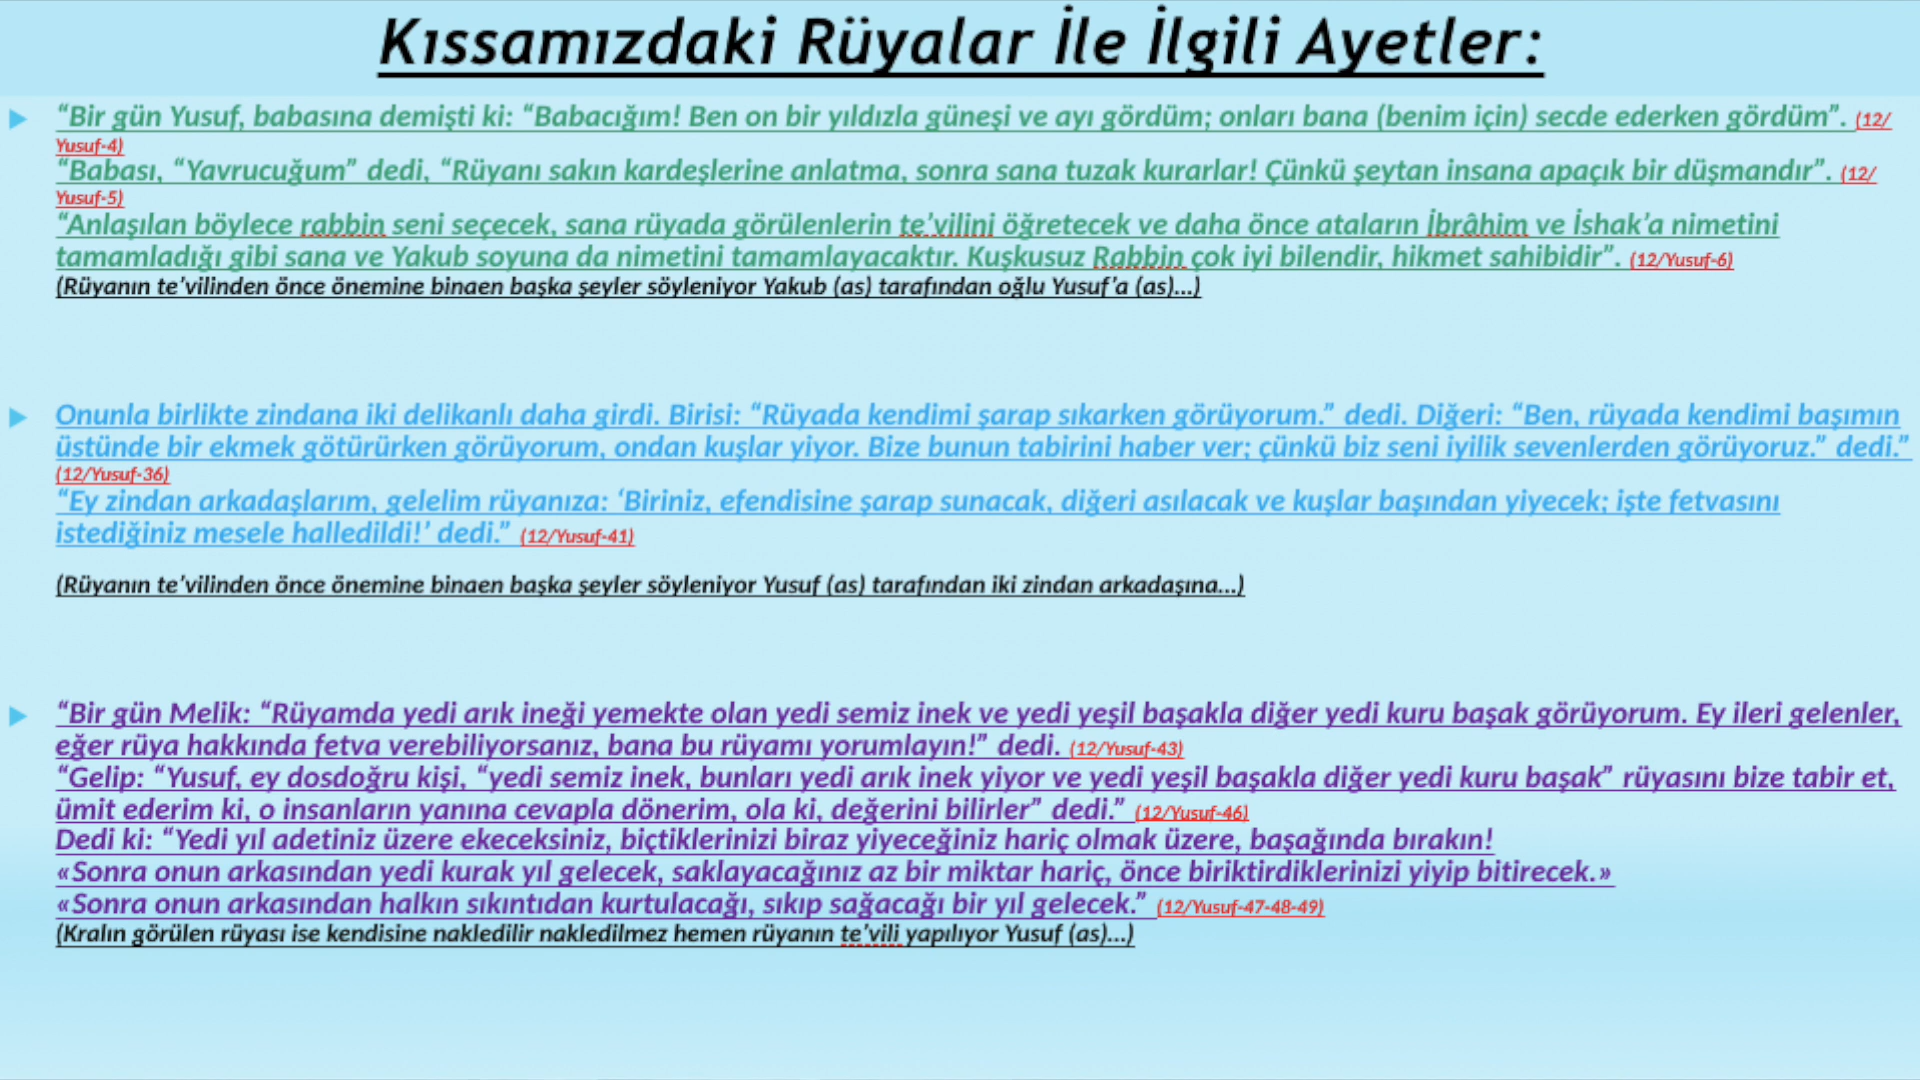 Kıssamızdaki Rüyalar İle İlgili Ayetler:
“Bir gün Yusuf, babasına demişti ki: “Babacığım! Ben on bir yıldızla güneşi ve ayı gördüm; onları bana (benim için) secde ederken gördüm”. (12/
Yusuf-4)
“Babası, “Yavrucuğum” dedi, “Rüyanı sakın kardeşlerine anlatma, sonra sana tuzak kurarlar! Çünkü şeytan insana apaçık bir düşmandır”. (12/
Yusuf-5)
“Anlaşılan böylece rabbin seni seçecek, sana rüyada görülenlerin te’vilini öğretecek ve daha önce ataların İbrâhim ve İshak’a nimetini
tamamladığı gibi sana ve Yakub soyuna da nimetini tamamlayacaktır. Kuşkusuz Rabbin çok iyi bilendir, hikmet sahibidir”. (12/Yusuf-6)
(Rüyanın te’vilinden önce önemine binaen başka şeyler söyleniyor Yakub (as) tarafından oğlu Yusuf’a (as)…)
Onunla birlikte zindana iki delikanlı daha girdi. Birisi: “Rüyada kendimi şarap sıkarken görüyorum.” dedi. Diğeri: “Ben, rüyada kendimi başımın
üstünde bir ekmek götürürken görüyorum, ondan kuşlar yiyor. Bize bunun tabirini haber ver; çünkü biz seni iyilik sevenlerden görüyoruz.” dedi.”
(12/Yusuf-36)
“Ey zindan arkadaşlarım, gelelim rüyanıza: ‘Biriniz, efendisine şarap sunacak, diğeri asılacak ve kuşlar başından yiyecek; işte fetvasını
istediğiniz mesele halledildi!’ dedi.” (12/Yusuf-41)
(Rüyanın te’vilinden önce önemine binaen başka şeyler söyleniyor Yusuf (as) tarafından iki zindan arkadaşına…)
“Bir gün Melik: “Rüyamda yedi arık ineği yemekte olan yedi semiz inek ve yedi yeşil başakla diğer yedi kuru başak görüyorum. Ey ileri gelenler,
eğer rüya hakkında fetva verebiliyorsanız, bana bu rüyamı yorumlayın!” dedi. (12/Yusuf-43)
“Gelip: “Yusuf, ey dosdoğru kişi, “yedi semiz inek, bunları yedi arık inek yiyor ve yedi yeşil başakla diğer yedi kuru başak” rüyasını bize tabir et,
ümit ederim ki, o insanların yanına cevapla dönerim, ola ki, değerini bilirler” dedi.” (12/Yusuf-46)
Dedi ki: “Yedi yıl adetiniz üzere ekeceksiniz, biçtiklerinizi biraz yiyeceğiniz hariç olmak üzere, başağında bırakın!
«Sonra onun arkasından yedi kurak yıl gelecek, saklayacağınız az bir miktar hariç, önce biriktirdiklerinizi yiyip bitirecek.»
«Sonra onun arkasından halkın sıkıntıdan kurtulacağı, sıkıp sağacağı bir yıl gelecek.” (12/Yusuf-47-48-49)
(Kralın görülen rüyası ise kendisine nakledilir nakledilmez hemen rüyanın te’vili yapılıyor Yusuf (as)…)